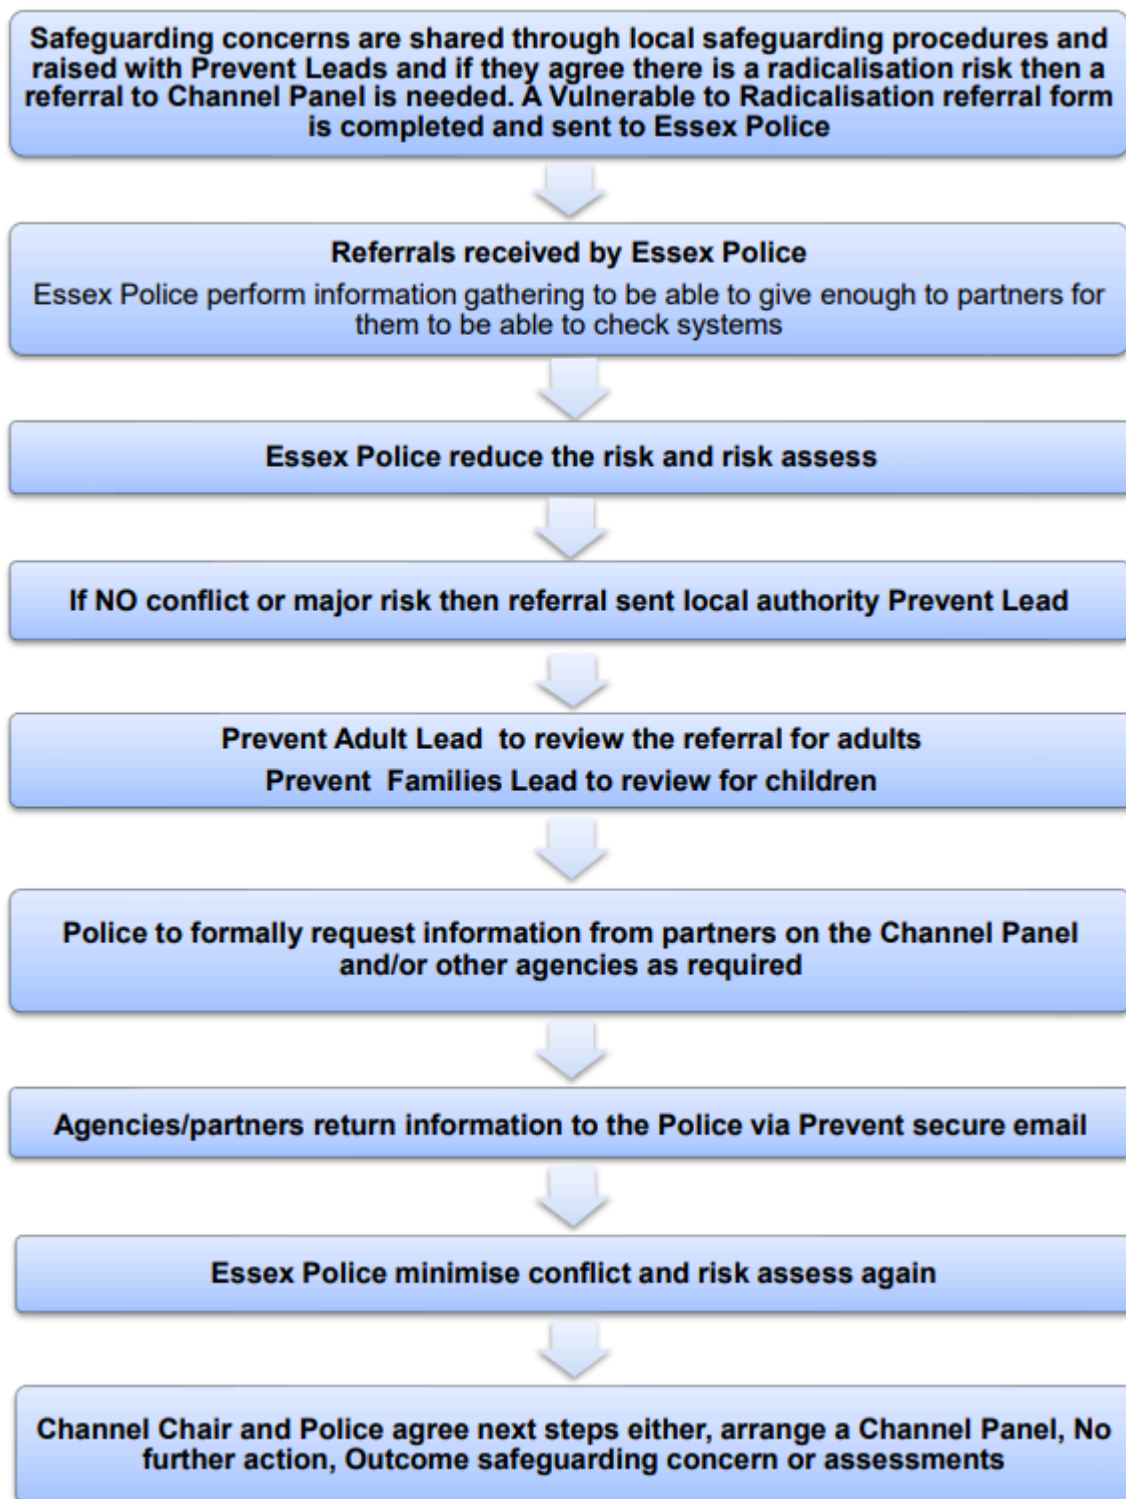 Safeguarding concerns are shared through local safeguarding procedures and
raised with Prevent Leads and if they agree there is a radicalisation risk then a
referral to Channel Panel is needed. A Vulnerable to Radicalisation referral form
is completed and sent to Essex Police
Referrals received by Essex Police
Essex Police perform information gathering to be able to give enough to partners for
them to be able to check systems
Essex Police reduce the risk and risk assess
If NO conflict or major risk then referral sent local authority Prevent Lead
Prevent Adult Lead to review the referral for adults
Prevent Families Lead to review for children
Police to formally request information from partners on the Channel Panel
and/or other agencies as required
Agencies/partners return information to the Police via Prevent secure email
Essex Police minimise conflict and risk assess again
Channel Chair and Police agree next steps either, arrange a Channel Panel, No
further action, Outcome safeguarding concern or assessments